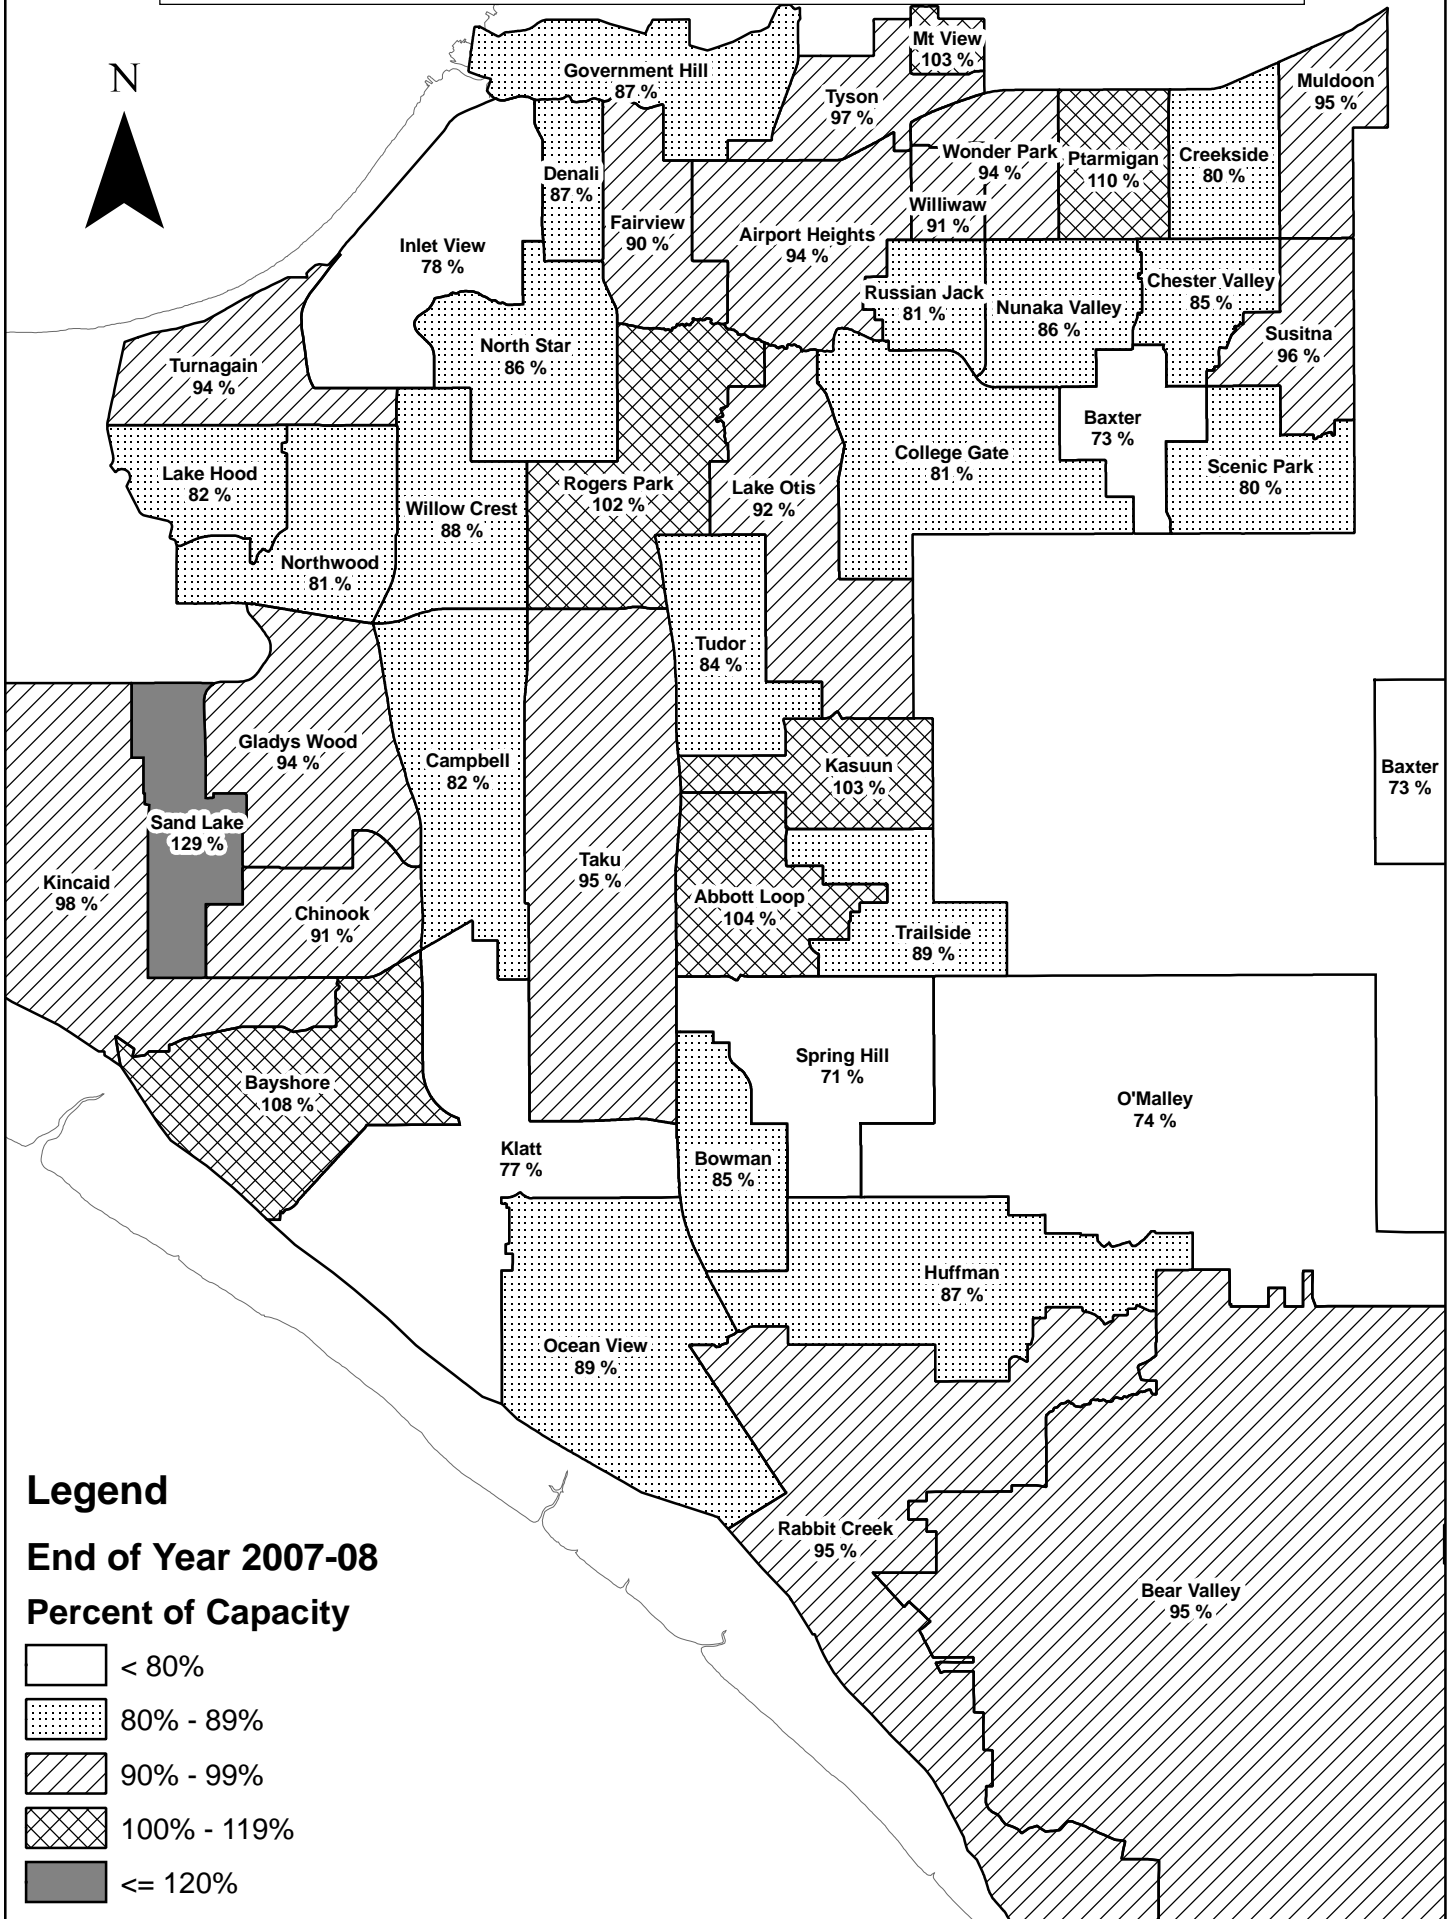 N
Mt View
103 %
Government Hill
87 %
Muldoon
95 %
Tyson
97 %
Wonder Park
94 %
Ptarmigan
110 %
Creekside
80 %
Denali
87 %
Williwaw
91 %
Fairview
90 %
Airport Heights
94 %
Inlet View
78 %
Chester Valley
85 %
Russian Jack
81 %
Nunaka Valley
86 %
Susitna
96 %
North Star
86 %
Turnagain
94 %
Baxter
73 %
College Gate
81 %
Scenic Park
80 %
Lake Hood
82 %
Rogers Park
102 %
Lake Otis
92 %
Willow Crest
88 %
Northwood
81 %
Tudor
84 %
Gladys Wood
94 %
Campbell
82 %
Kasuun
103 %
Baxter
73 %
Sand Lake
129 %
Taku
95 %
Kincaid
98 %
Abbott Loop
104 %
Chinook
91 %
Trailside
89 %
Spring Hill
71 %
Bayshore
108 %
O'Malley
74 %
Klatt
77 %
Bowman
85 %
Huffman
87 %
Ocean View
89 %
Rabbit Creek
95 %
Bear Valley
95 %
Legend
End of Year 2007-08
Percent of Capacity
< 80%
80% - 89%
90% - 99%
100% - 119%
<= 120%